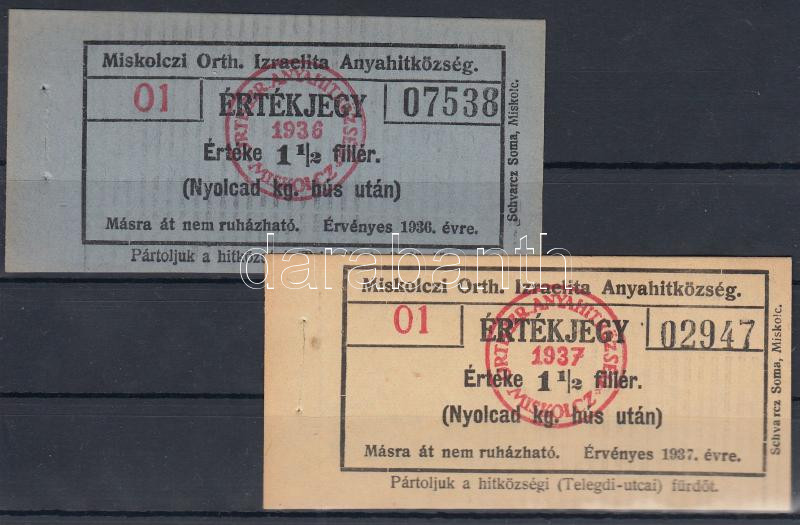 Miskolczi Orth. Izraelita Anyahitközség.
01
ÉRTÉKJEGY
07538
1936
Értéke 1 1/2 fillér.
(Nyolcad kg. hús után)
Másra át nem ruházható. Érvényes 1936. évre.
Pártoljuk a
Schvarcz Soma, Miskolc.
darabanth
Miskolczi Orth. Izraelita Anyahitközség.
01
ÉRTÉKJEGY
02947
1937
Értéke 1 1/2 fillér.
(Nyolcad kg. hús után)
Másra át nem ruházható. Érvényes 1937. évre.
Pártoljuk a hitközségi (Telegdi-utcai) fürdőt.
Schvarcz Soma, Miskolc.